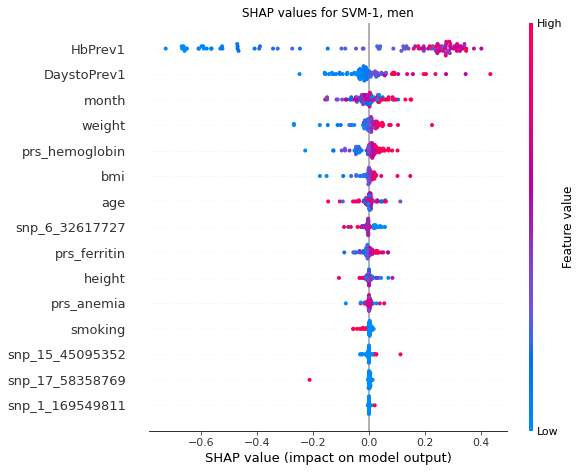 SHAP values for SVM-1, men
High
HbPrev1
DaystoPrev1
month
weight
prs_hemoglobin
bmi
age
snp_6_32617727
prs_ferritin
height
prs_anemia
smoking
snp_15_45095352
snp_17_58358769
snp_1_169549811
Feature value
Low
−0.6 −0.4 −0.2 0.0 0.2 0.4
SHAP value (impact on model output)